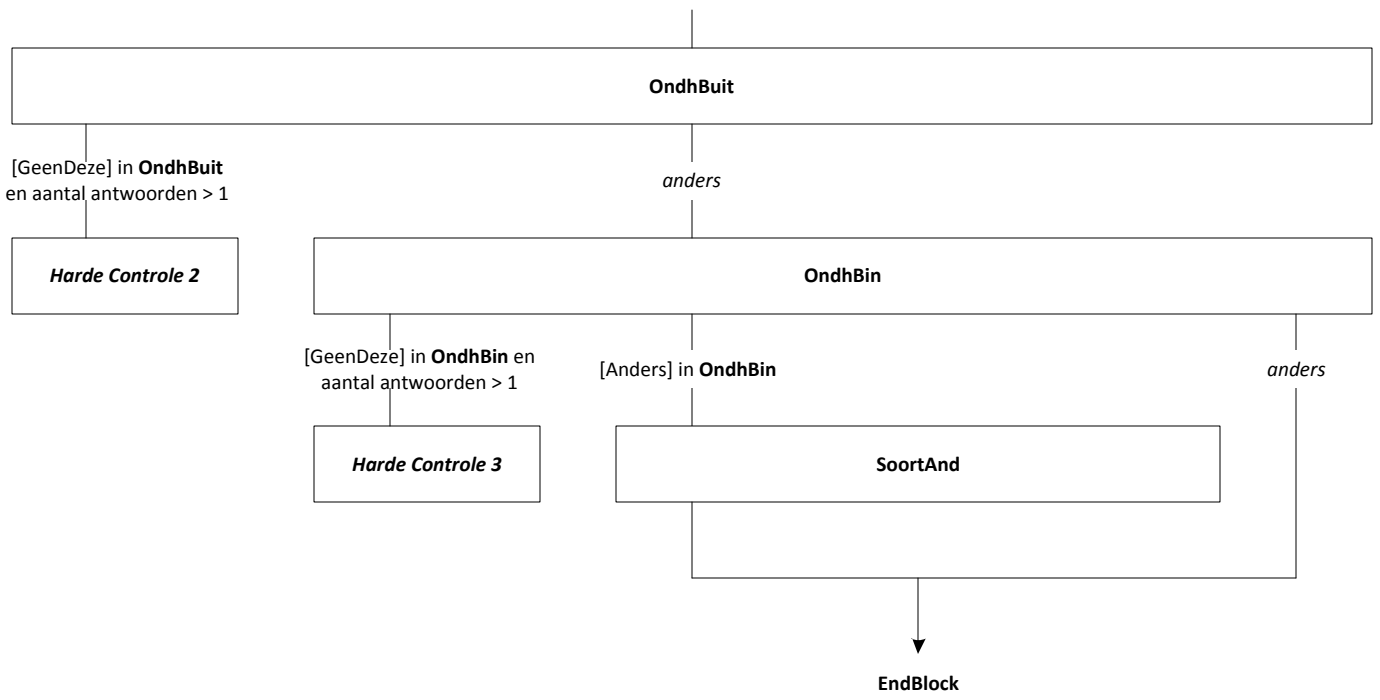 OndhBuit
[GeenDeze] in OndhBuit
en aantal antwoorden > 1
anders
Harde Controle 2
OndhBin
[GeenDeze] in OndhBin en
aantal antwoorden > 1
[Anders] in OndhBin
anders
Harde Controle 3
SoortAnd
EndBlock